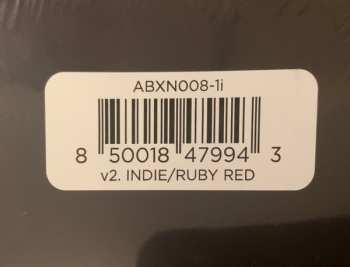 ABXN008-1i
8 50018 47994 3
v2. INDIE/RUBY RED